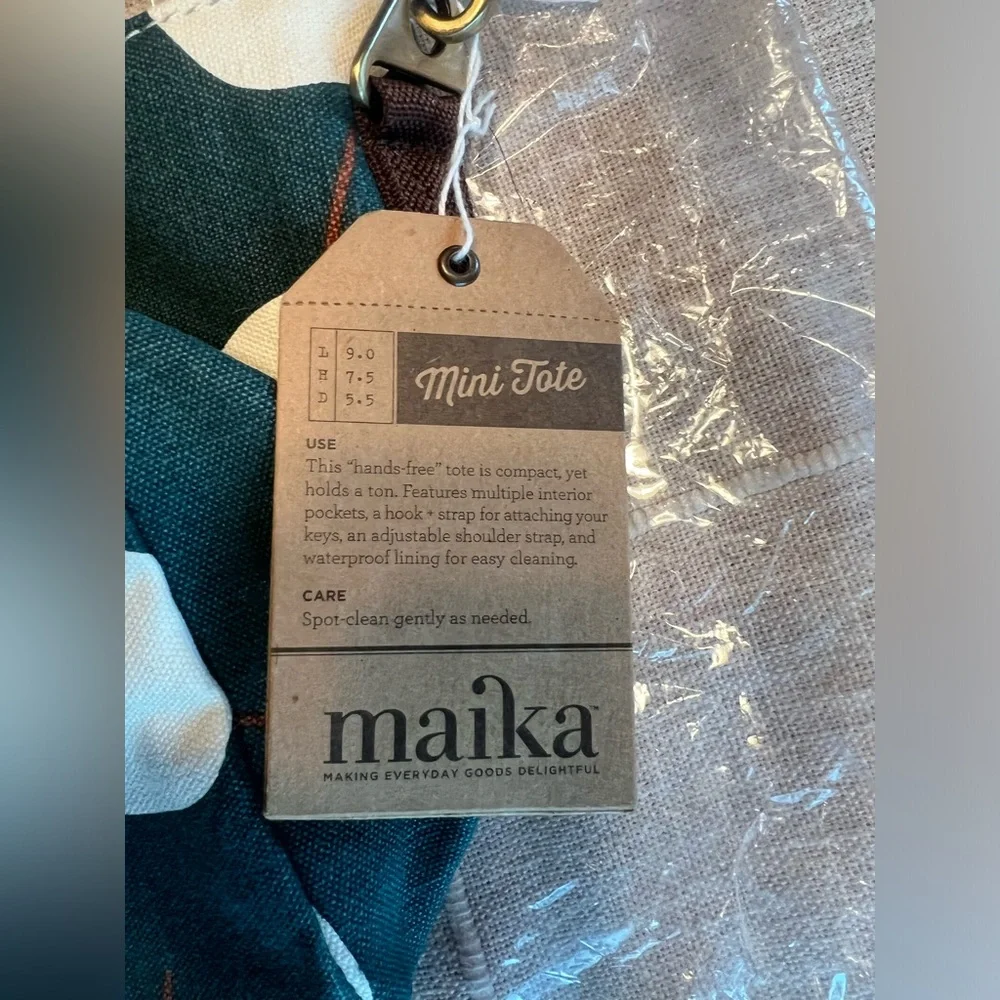 L 9.0
H 7.5
D 5.5
Mini Tote
USE
This "hands-free" tote is compact, yet
holds a ton. Features multiple interior
pockets, a hook + strap for attaching your
keys, an adjustable shoulder strap, and
waterproof lining for easy cleaning.
CARE
Spot-clean gently as needed.
maika™
MAKING EVERYDAY GOODS DELIGHTFUL